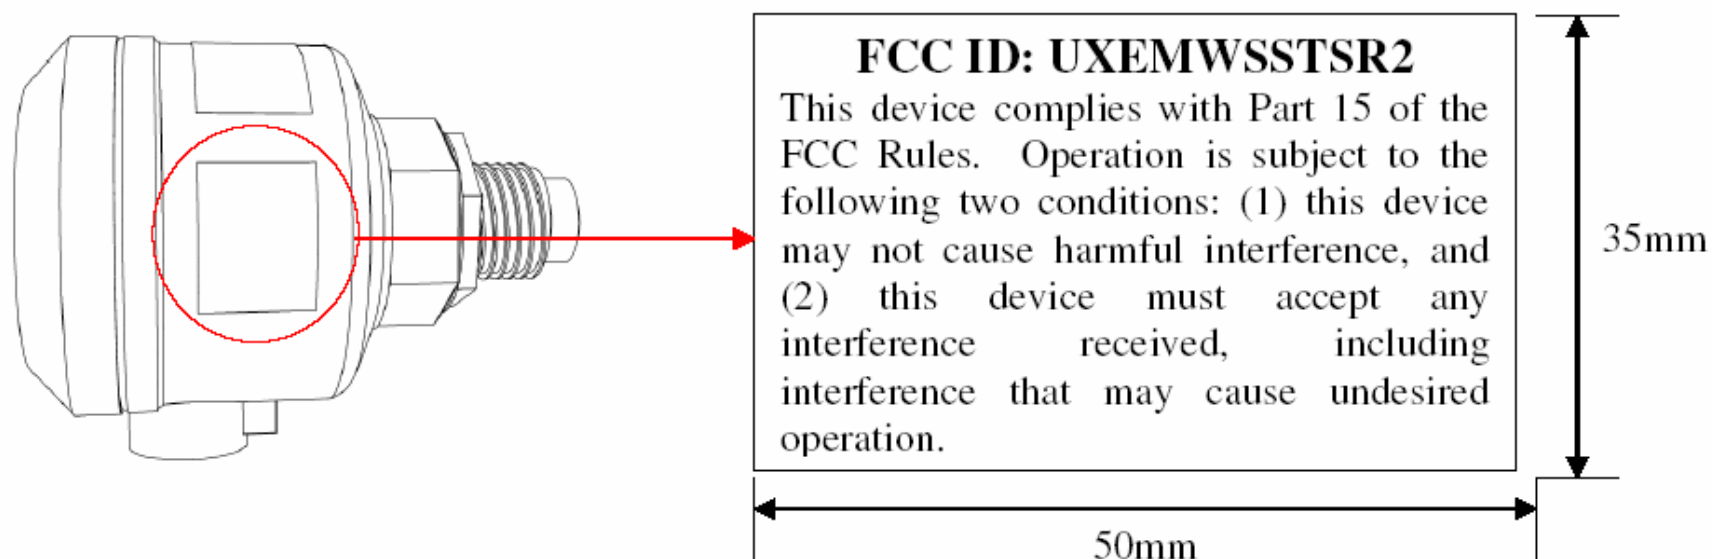 FCC ID: UXEMWSSTSR2
This device complies with Part 15 of the
FCC Rules. Operation is subject to the
following two conditions: (1) this device
may not cause harmful interference, and
(2) this device must accept any
interference received, including
interference that may cause undesired
operation.
35mm
50mm